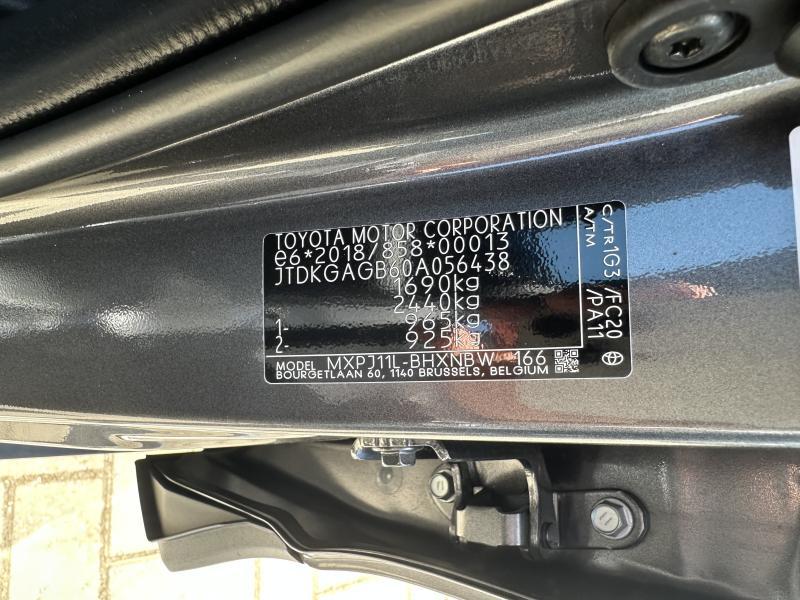 TOYOTA MOTOR CORPORATION
e6*2018/858*00013
JTDKGAGB60A056438
1690kg
2440kg
1- 965kg
2- 925kg
MODEL MXPJ11L-BHXNBW 166
BOURGETLAAN 60, 1140 BRUSSELS, BELGIUM
C/TR 1G3 /FC20
A/TM /PA11